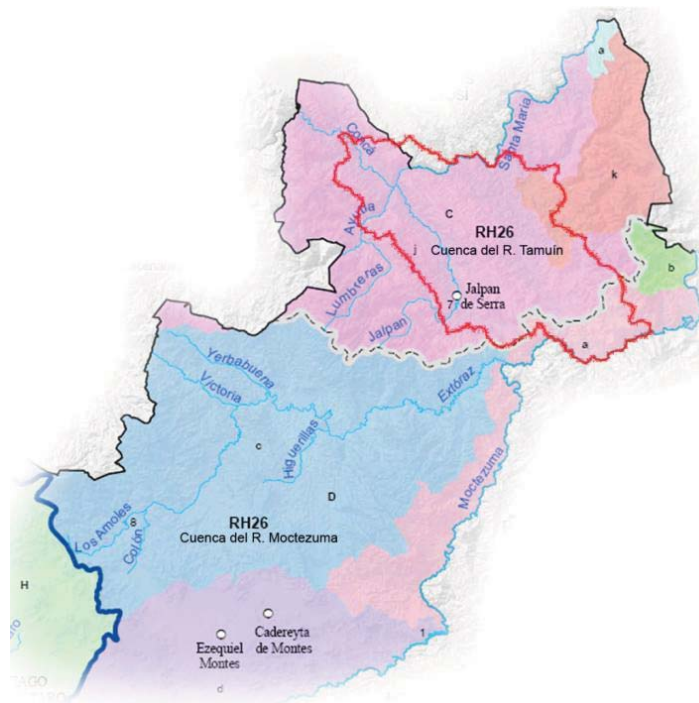 a
Santa María
Conca
k
C
RH26
Cuenca del R. Tamuín
Ayutla
j
b
Lumbreras
Jalpan
de Serra
7
Jalpan
a
Yerbabuena
Victoria
Extóraz
c
Higuerillas
Moctezuma
D
Los Amoles
8
Colón
RH26
Cuenca del R. Moctezuma
H
Cadereyta
de Montes
Ezequiel
Montes
1
d